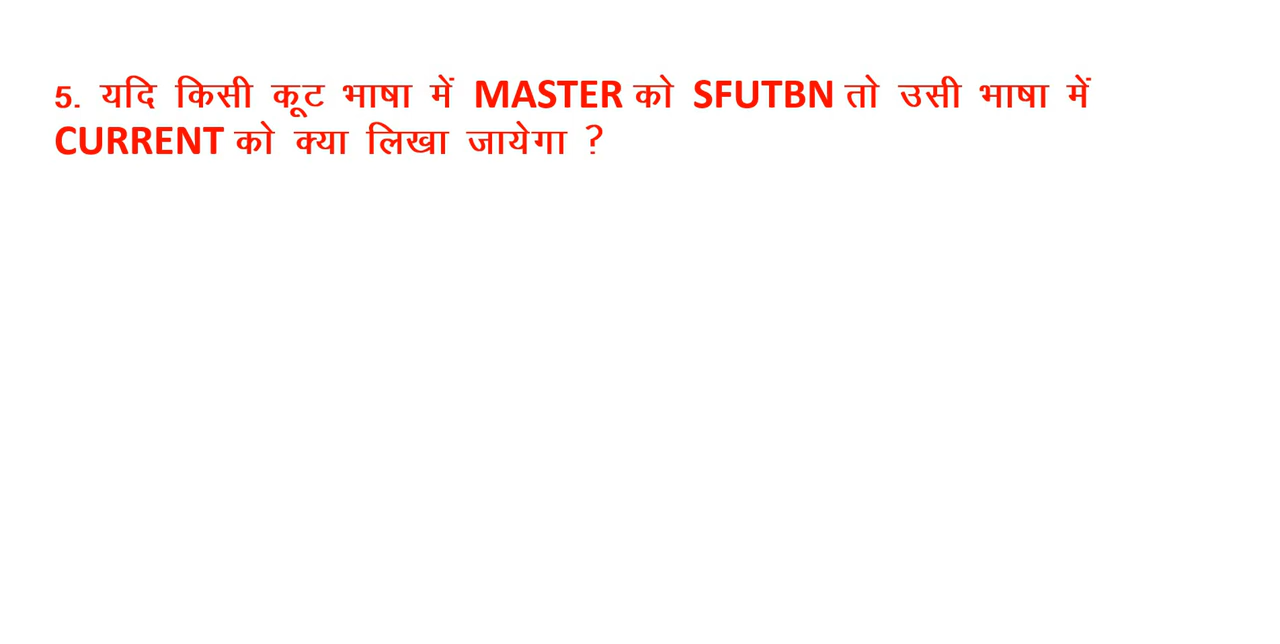 5. यदि किसी कूट भाषा में MASTER को SFUTBN तो उसी भाषा में
CURRENT को क्या लिखा जायेगा ?